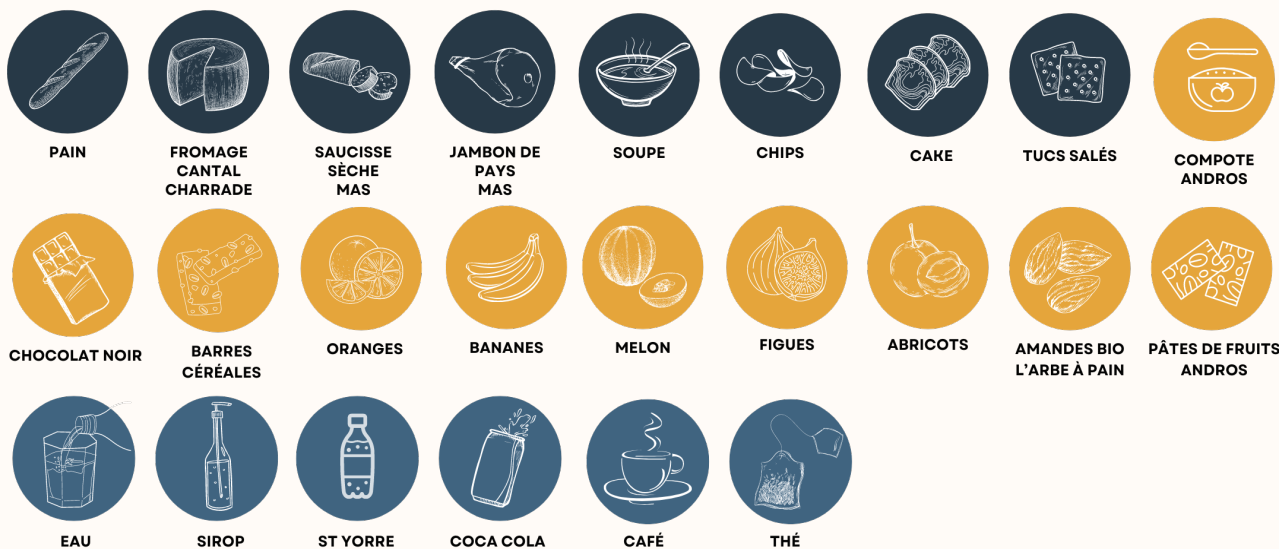 PAIN
FROMAGE
CANTAL
CHARRADE
SAUCISSE
SÈCHE
MAS
JAMBON DE
PAYS
MAS
SOUPE
CHIPS
CAKE
TUCS SALÉS
COMPOTE
ANDROS
CHOCOLAT NOIR
BARRES
CÉRÉALES
ORANGES
BANANES
MELON
FIGUES
ABRICOTS
AMANDES BIO
L'ARBE À PAIN
PÂTES DE FRUITS
ANDROS
EAU
SIROP
ST YORRE
COCA COLA
CAFÉ
THÉ